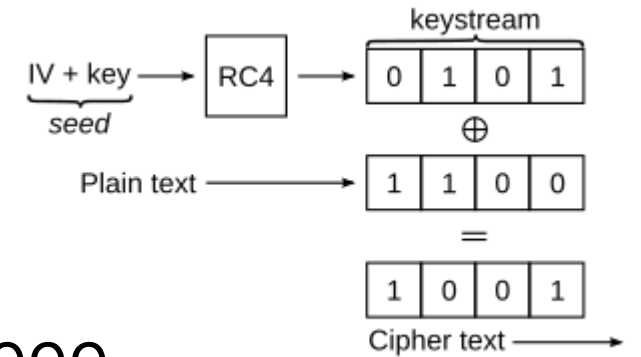 keystream
IV + key RC4 0 1 0 1
seed
⊕
Plain text 1 1 0 0
=
1 0 0 1
Cipher text